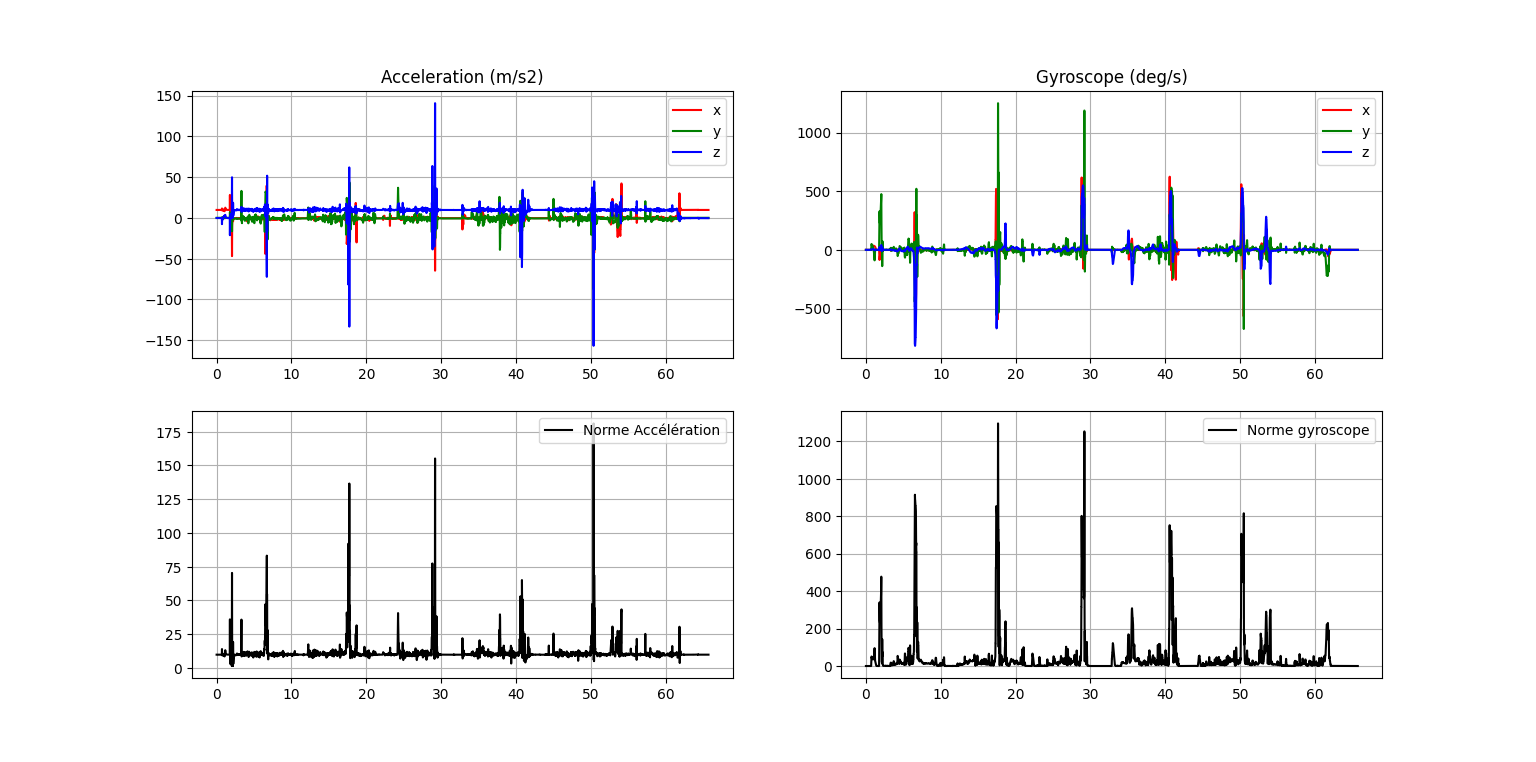 Acceleration (m/s2)
150
100
50
0
−50
−100
−150
x
y
z
0 10 20 30 40 50 60
Gyroscope (deg/s)
1000
500
0
−500
x
y
z
0 10 20 30 40 50 60
175
150
125
100
75
50
25
0
Norme Accélération
0 10 20 30 40 50 60
1200
1000
800
600
400
200
0
Norme gyroscope
0 10 20 30 40 50 60